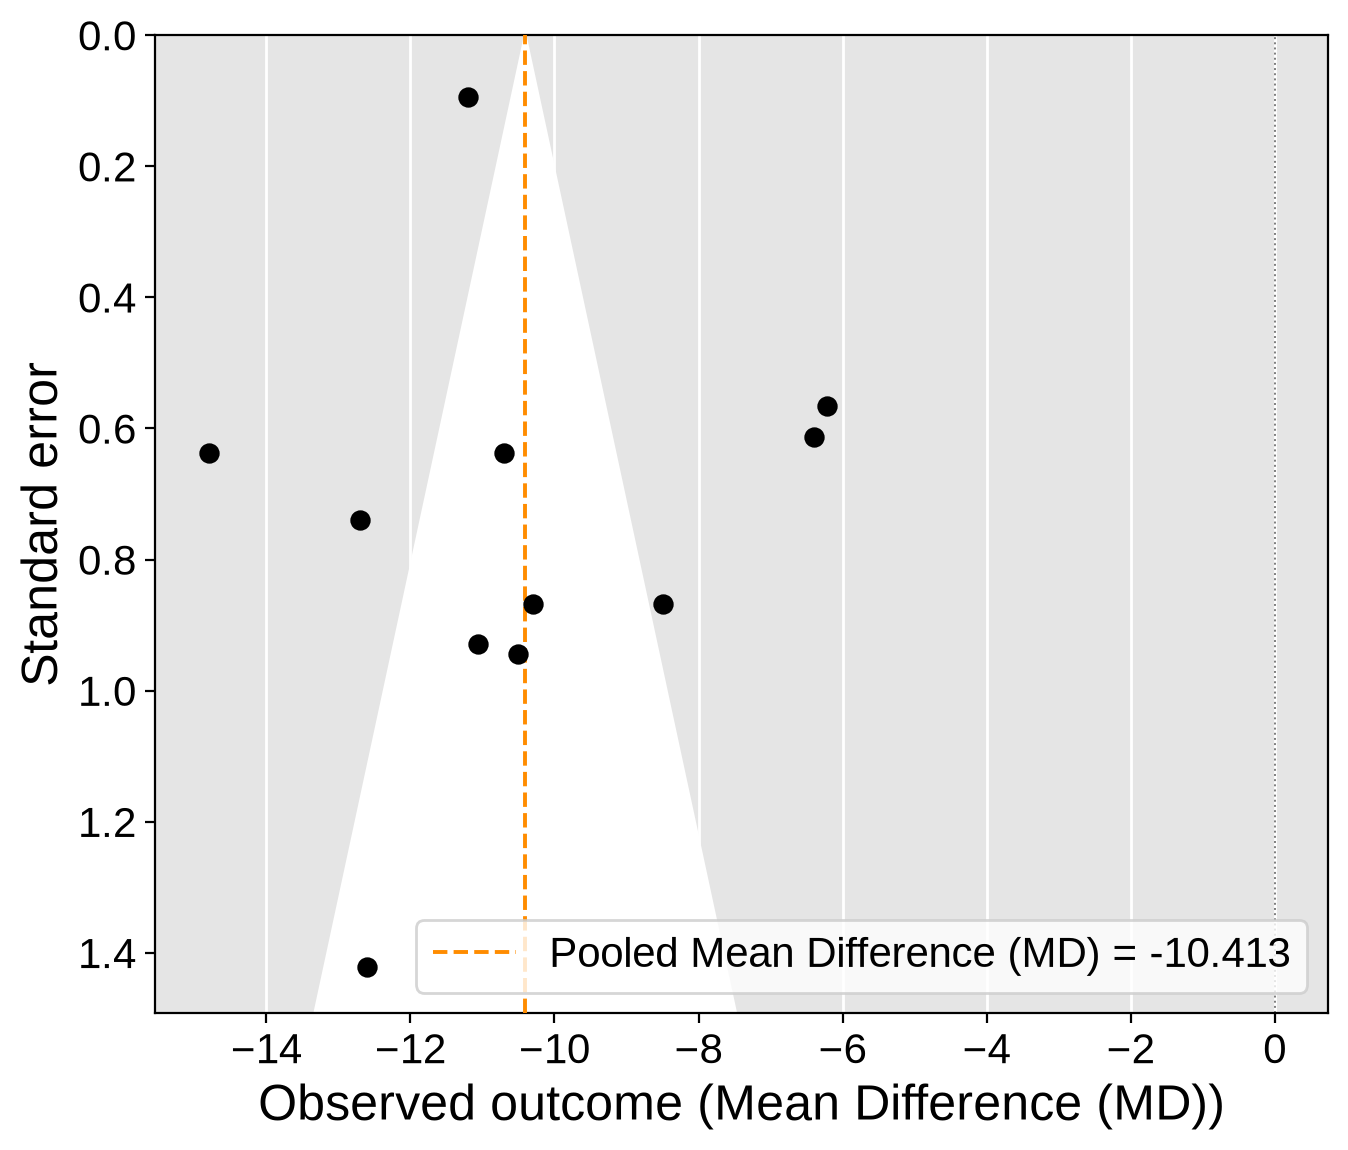 0.0
0.2
0.4
0.6
0.8
1.0
1.2
1.4
Standard error
Pooled Mean Difference (MD) = -10.413
−14 −12 −10 −8 −6 −4 −2 0
Observed outcome (Mean Difference (MD))